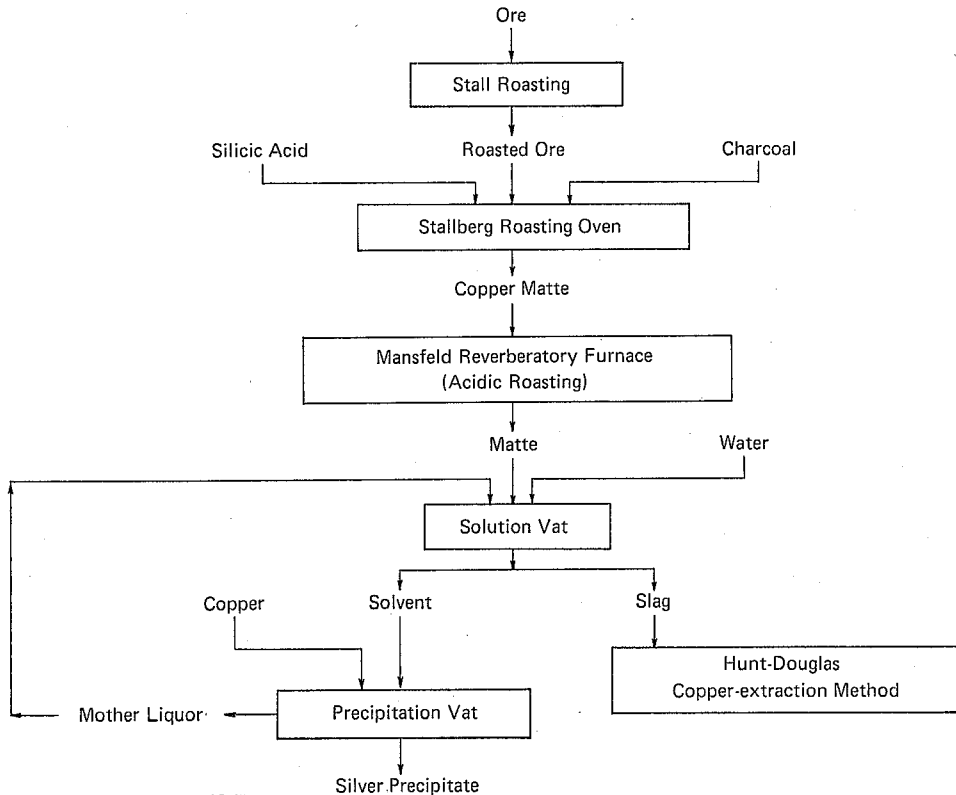 Ore
Stall Roasting
Silicic Acid
Roasted Ore
Charcoal
Stallberg Roasting Oven
Copper Matte
Mansfeld Reverberatory Furnace
(Acidic Roasting)
Matte
Water
Solution Vat
Copper
Solvent
Slag
Hunt-Douglas
Copper-extraction Method
Mother Liquor
Precipitation Vat
Silver Precipitate